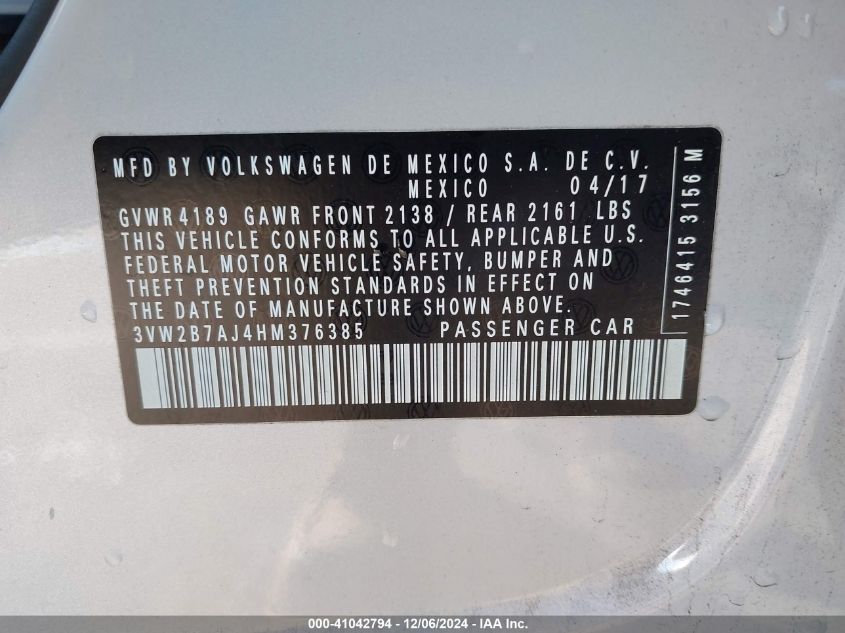 MFD BY VOLKSWAGEN DE MEXICO S.A. DE C.V.
MEXICO 04/17
GVWR 4189 GAWR FRONT 2138 / REAR 2161 LBS
THIS VEHICLE CONFORMS TO ALL APPLICABLE U.S.
FEDERAL MOTOR VEHICLE SAFETY, BUMPER AND
THEFT PREVENTION STANDARDS IN EFFECT ON
THE DATE OF MANUFACTURE SHOWN ABOVE.
3VW2B7AJ4HM376385 PASSENGER CAR
1746415 3156 M
000-41042794 - 12/06/2024 - IAA Inc.